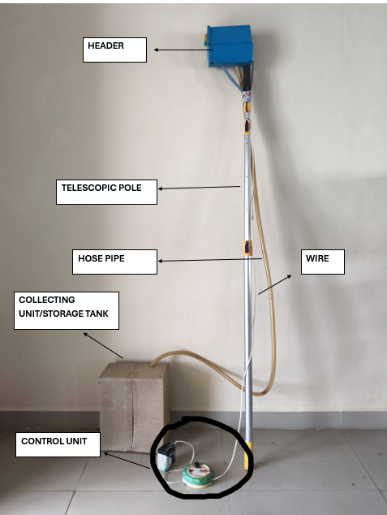 HEADER
TELESCOPIC POLE
HOSE PIPE
WIRE
COLLECTING
UNIT/STORAGE TANK
CONTROL UNIT